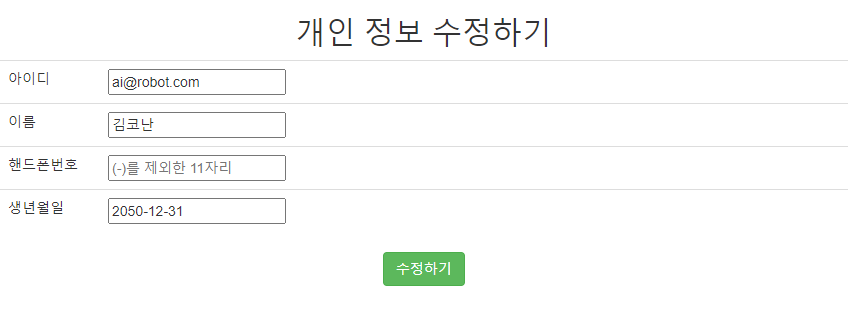 개인 정보 수정하기
아이디 ai@robot.com
이름 김코난
핸드폰번호 (-)를 제외한 11자리
생년월일 2050-12-31
수정하기